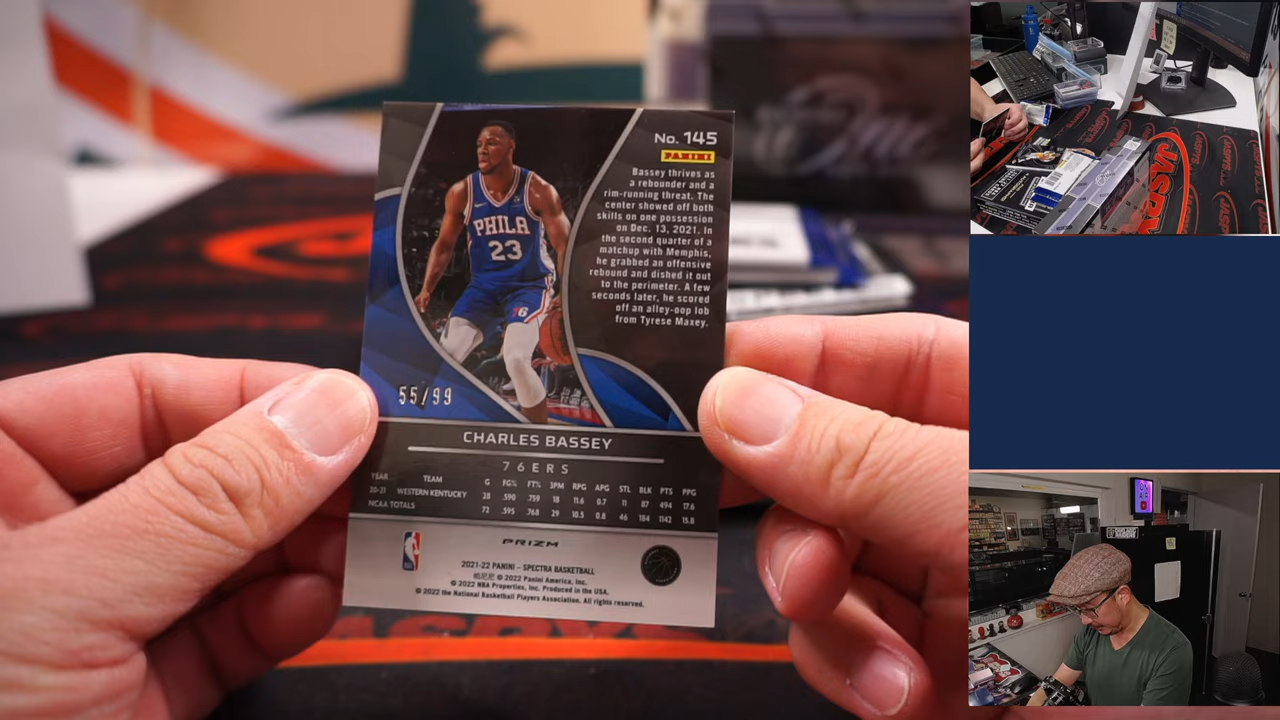 No. 145
PANINI
Bassey thrives as
a rebounder and a
rim-running threat. The
center showed off both
skills on one possession
on Dec. 13, 2021. In
the second quarter of a
matchup with Memphis,
he grabbed an offensive
rebound and dished it out
to the perimeter. A few
seconds later, he scored
off an alley-oop lob
from Tyrese Maxey.
PHILA
23
76
55/99
CHARLES BASSEY
76ERS
YEAR TEAM G FG% FT% 3PM RPG APG STL BLK PTS PPG
20-21 WESTERN KENTUCKY 28 .590 .759 18 11.6 0.7 11 87 494 17.6
NCAA TOTALS 72 .595 .768 29 10.5 0.8 46 184 1142 15.8
PRIZM
2021-22 PANINI – SPECTRA BASKETBALL
© 2022 Panini America, Inc.
© 2022 NBA Properties, Inc. Produced in the USA.
© 2022 the National Basketball Players Association. All rights reserved.
JASPYS